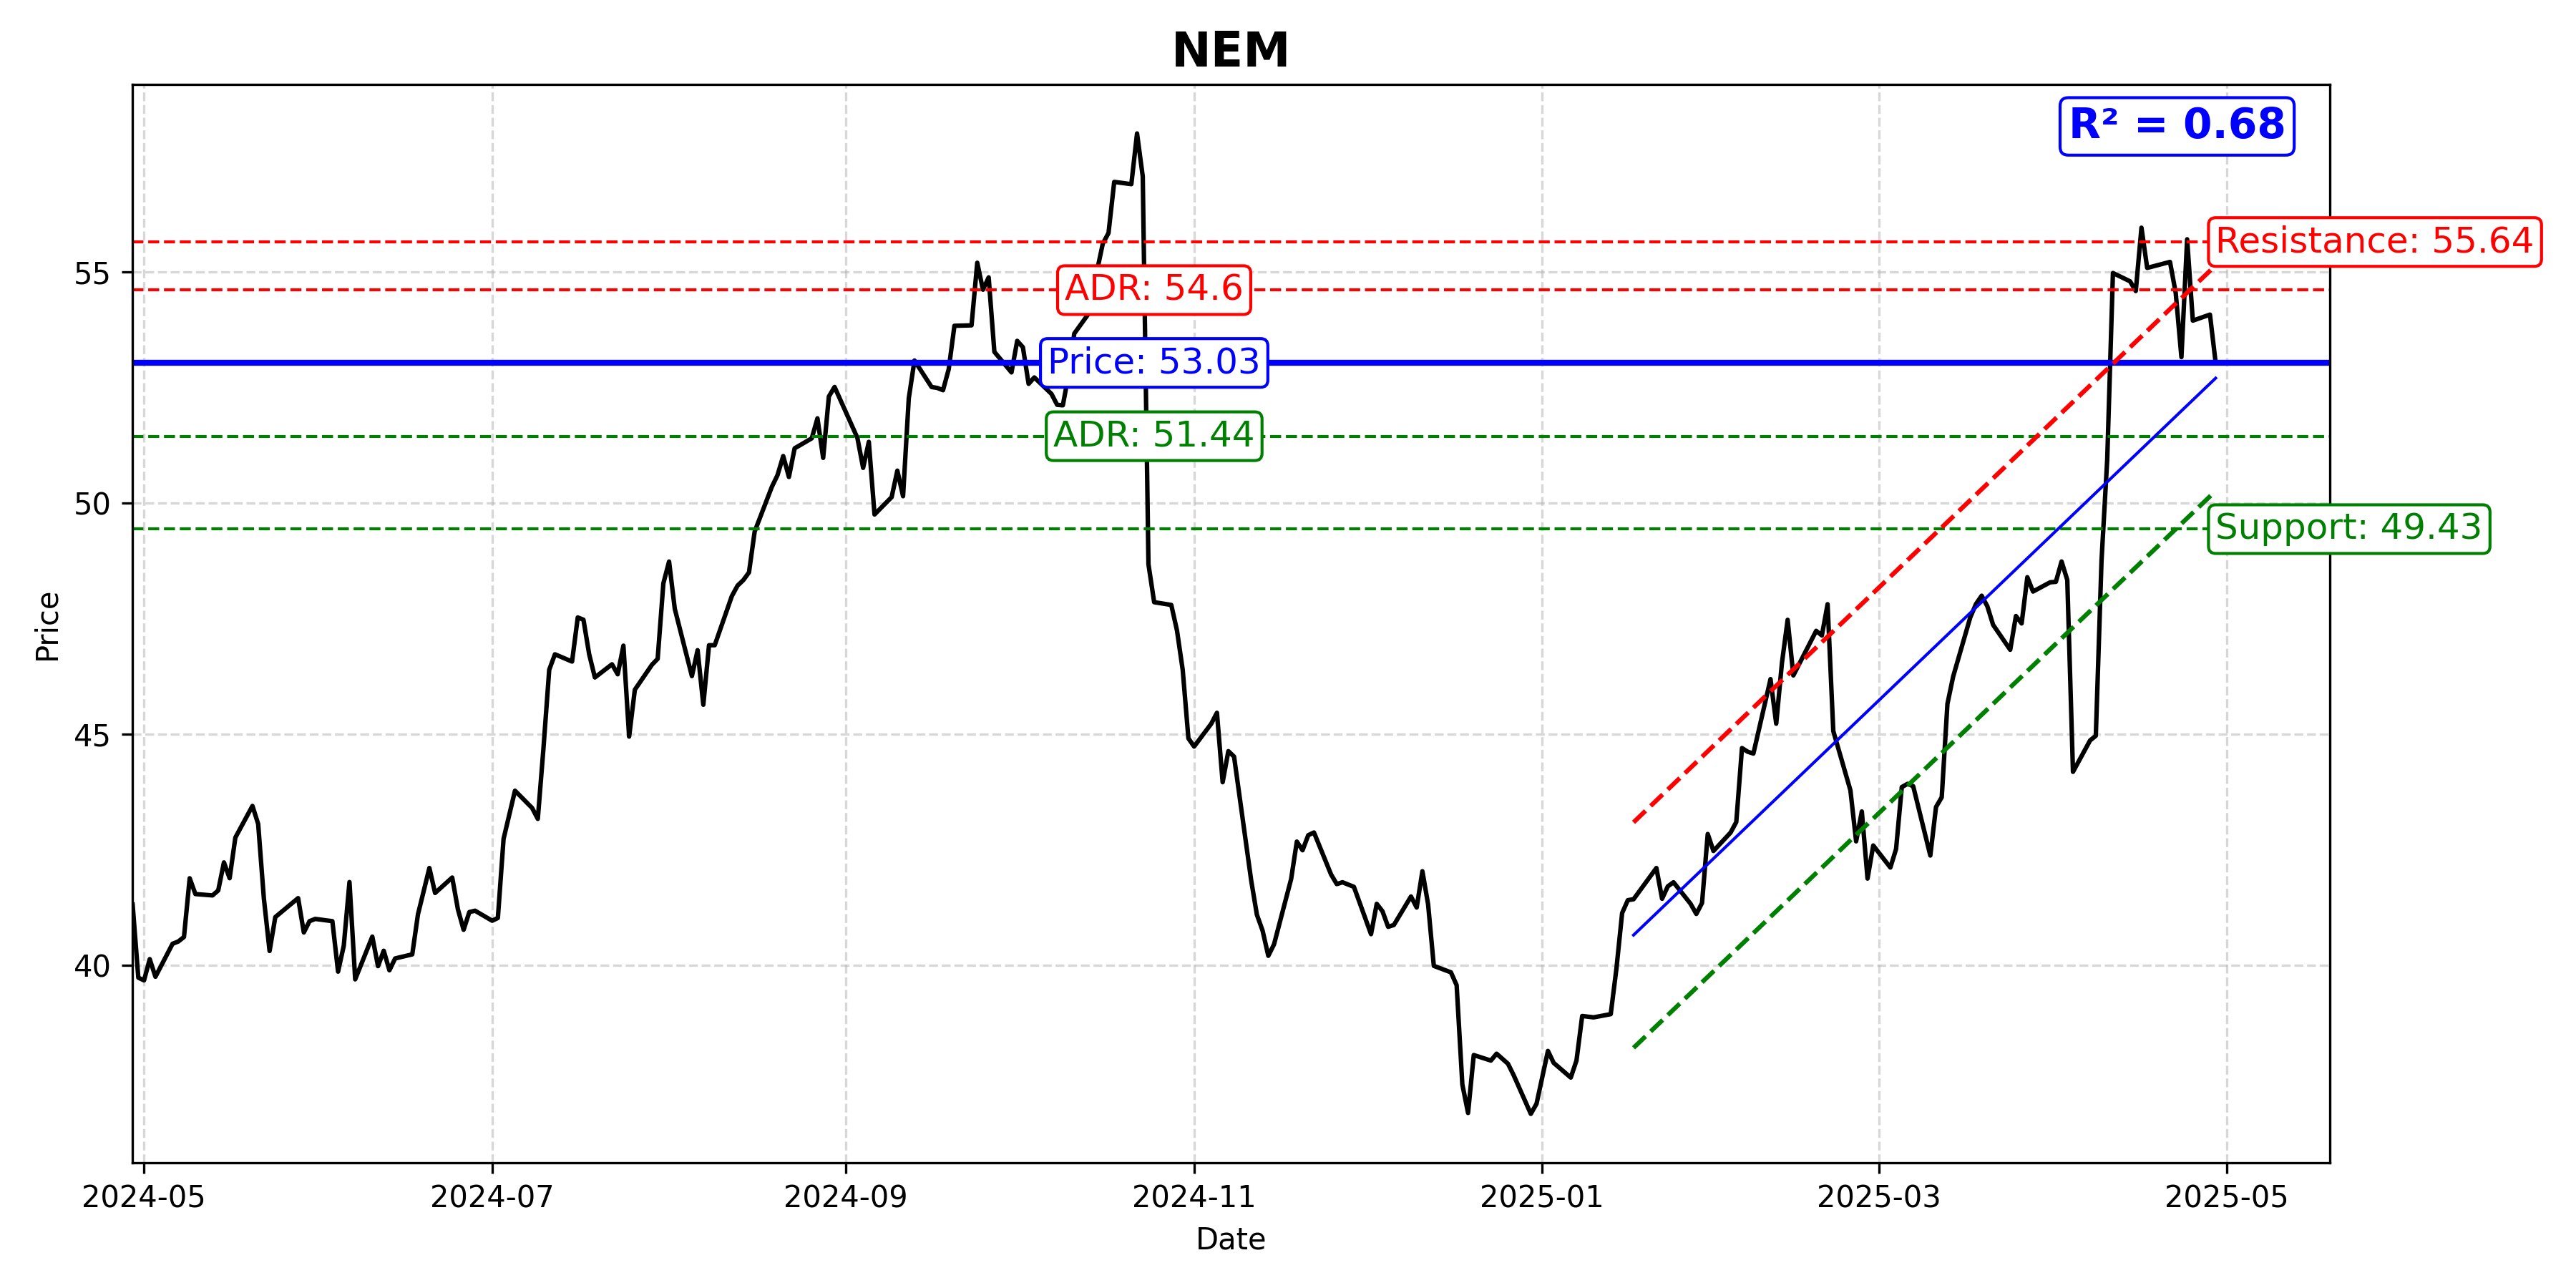 NEM
R² = 0.68
Resistance: 55.64
ADR: 54.6
Price: 53.03
ADR: 51.44
Support: 49.43
55
50
45
40
Price
2024-05
2024-07
2024-09
2024-11
2025-01
2025-03
2025-05
Date